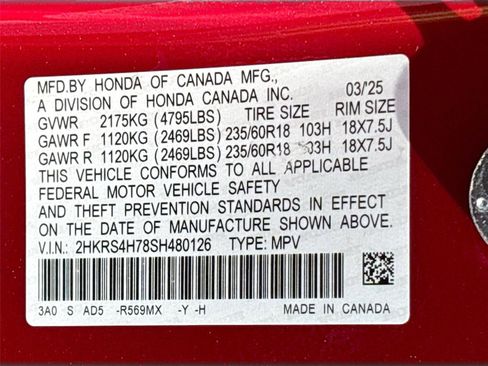 MFD.BY HONDA OF CANADA MFG.,
A DIVISION OF HONDA CANADA INC. 03/'25
GVWR 2175KG (4795LBS) TIRE SIZE RIM SIZE
GAWR F 1120KG (2469LBS) 235/60R18 103H 18X7.5J
GAWR R 1120KG (2469LBS) 235/60R18 103H 18X7.5J
THIS VEHICLE CONFORMS TO ALL APPLICABLE
FEDERAL MOTOR VEHICLE SAFETY
AND THEFT PREVENTION STANDARDS IN EFFECT
ON THE DATE OF MANUFACTURE SHOWN ABOVE.
V.I.N.: 2HKRS4H78SH480126 TYPE: MPV
3A0 S AD5 -R569MX -Y -H MADE IN CANADA